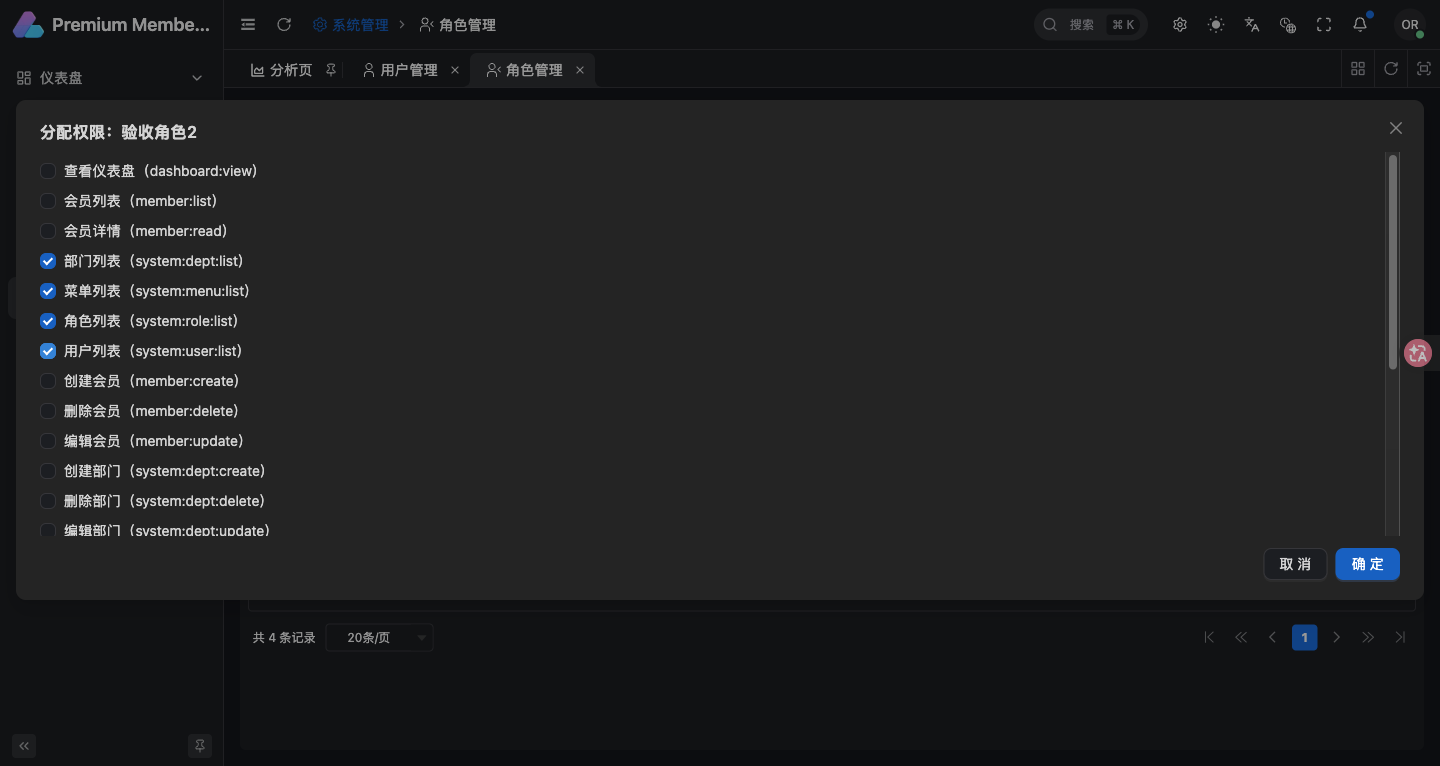 Premium Membe...
系统管理
角色管理
搜索
⌘ K
OR
仪表盘
分析页
用户管理
角色管理
分配权限：验收角色2
查看仪表盘（dashboard:view）
会员列表（member:list）
会员详情（member:read）
部门列表（system:dept:list）
菜单列表（system:menu:list）
角色列表（system:role:list）
用户列表（system:user:list）
创建会员（member:create）
删除会员（member:delete）
编辑会员（member:update）
创建部门（system:dept:create）
删除部门（system:dept:delete）
编辑部门（system:dept:update）
取 消
确 定
共 4 条记录
20条/页
1